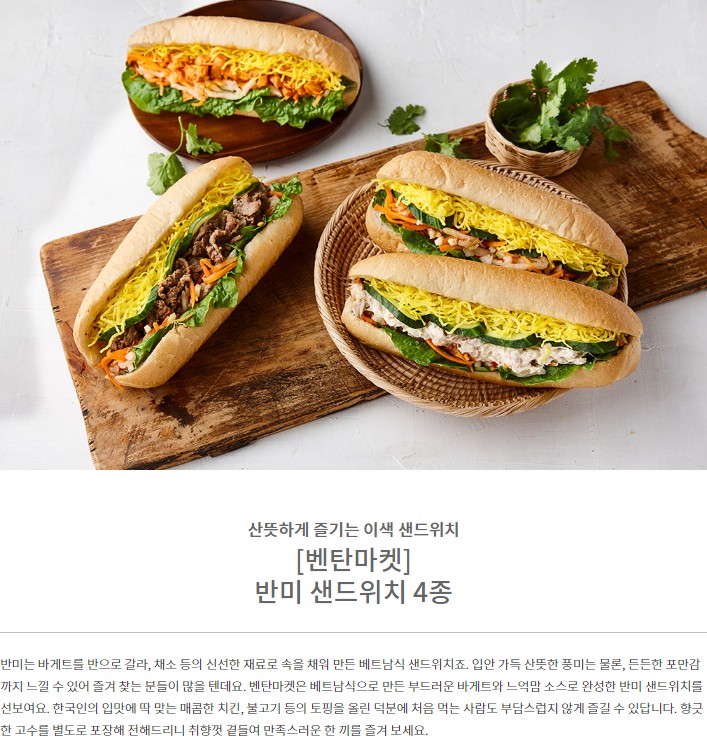 산뜻하게 즐기는 이색 샌드위치
[벤탄마켓]
반미 샌드위치 4종
반미는 바게트를 반으로 갈라, 채소 등의 신선한 재료로 속을 채워 만든 베트남식 샌드위치죠. 입안 가득 산뜻한 풍미는 물론, 든든한 포만감
까지 느낄 수 있어 즐겨 찾는 분들이 많을 텐데요. 벤탄마켓은 베트남식으로 만든 부드러운 바게트와 느억맘 소스로 완성한 반미 샌드위치를
선보여요. 한국인의 입맛에 딱 맞는 매콤한 치킨, 불고기 등의 토핑을 올린 덕분에 처음 먹는 사람도 부담스럽지 않게 즐길 수 있답니다. 향긋
한 고수를 별도로 포장해 전해드리니 취향껏 곁들여 만족스러운 한 끼를 즐겨 보세요.